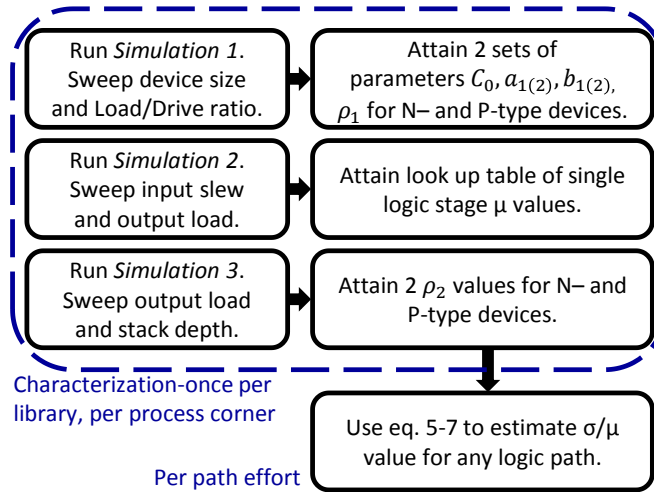 Run Simulation 1.
Sweep device size
and Load/Drive ratio.
Attain 2 sets of
parameters C₀, a₁₍₂₎, b₁₍₂₎,
ρ₁ for N– and P-type devices.
Run Simulation 2.
Sweep input slew
and output load.
Attain look up table of single
logic stage μ values.
Run Simulation 3.
Sweep output load
and stack depth.
Attain 2 ρ₂ values for N– and
P-type devices.
Characterization-once per
library, per process corner
Use eq. 5-7 to estimate σ/μ
value for any logic path.
Per path effort